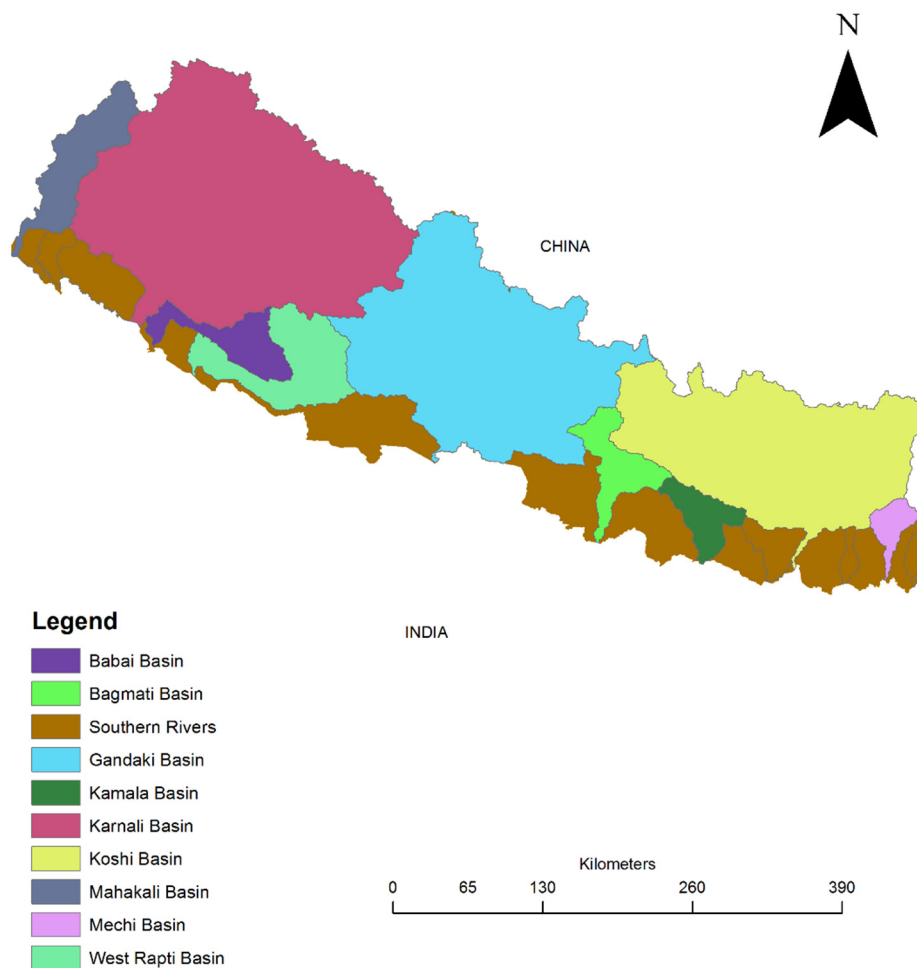 N
CHINA
INDIA
Legend
Babai Basin
Bagmati Basin
Southern Rivers
Gandaki Basin
Kamala Basin
Karnali Basin
Koshi Basin
Mahakali Basin
Mechi Basin
West Rapti Basin
Kilometers
0 65 130 260 390